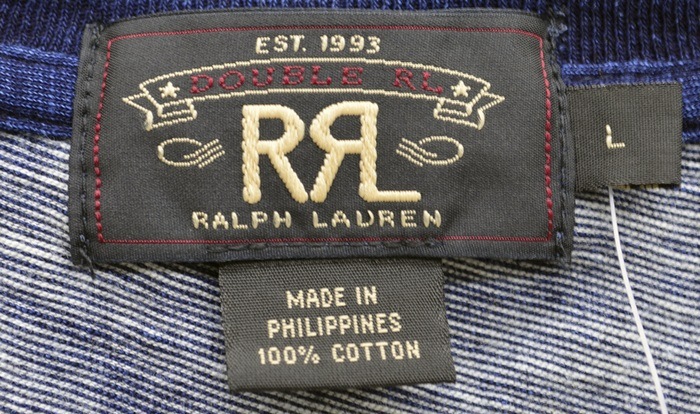 EST. 1993
DOUBLE RL
RRL
RALPH LAUREN
L
MADE IN
PHILIPPINES
100% COTTON